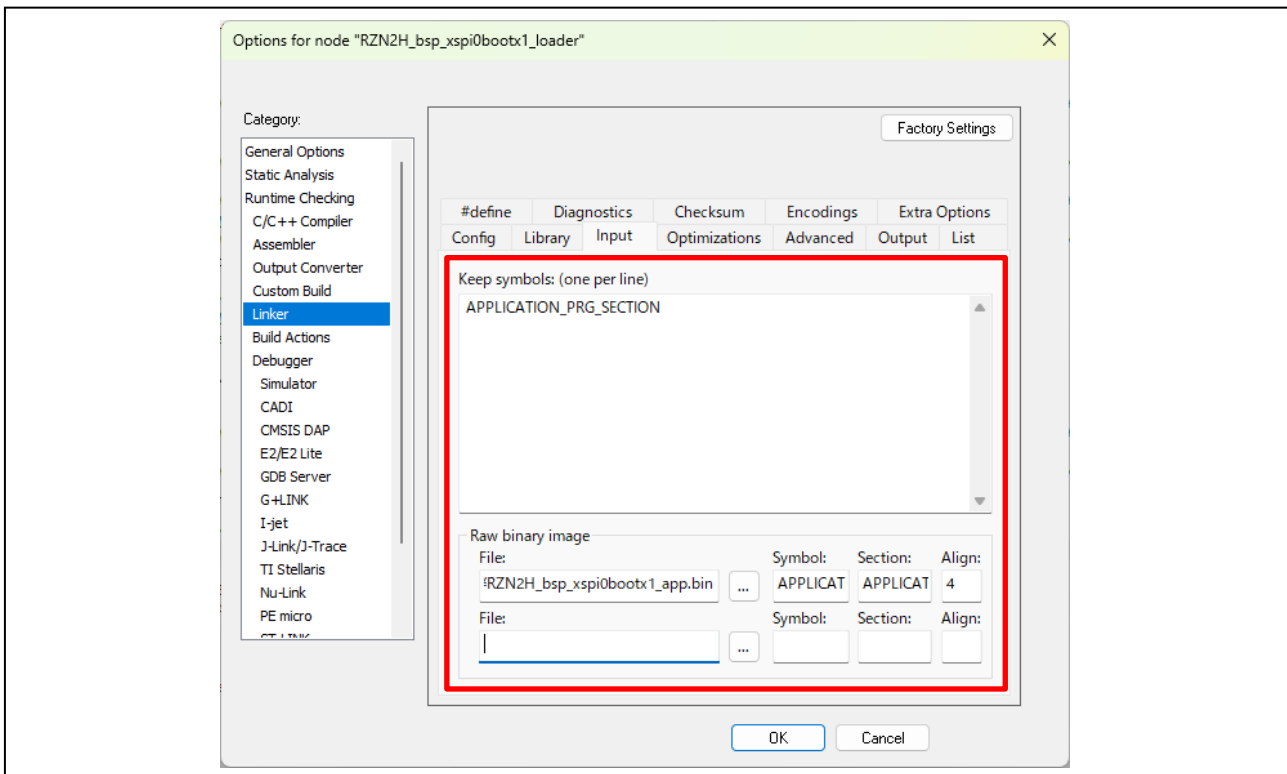 Options for node "RZN2H_bsp_xspi0bootx1_loader"
Category:
General Options
Static Analysis
Runtime Checking
C/C++ Compiler
Assembler
Output Converter
Custom Build
Linker
Build Actions
Debugger
Simulator
CADI
CMSIS DAP
E2/E2 Lite
GDB Server
G+LINK
I-jet
J-Link/J-Trace
TI Stellaris
Nu-Link
PE micro
ST-LINK
Factory Settings
#define Diagnostics Checksum Encodings Extra Options
Config Library Input Optimizations Advanced Output List
Keep symbols: (one per line)
APPLICATION_PRG_SECTION
Raw binary image
File: Symbol: Section: Align:
RZN2H_bsp_xspi0bootx1_app.bin ... APPLICAT APPLICAT 4
File: Symbol: Section: Align:
...
OK Cancel